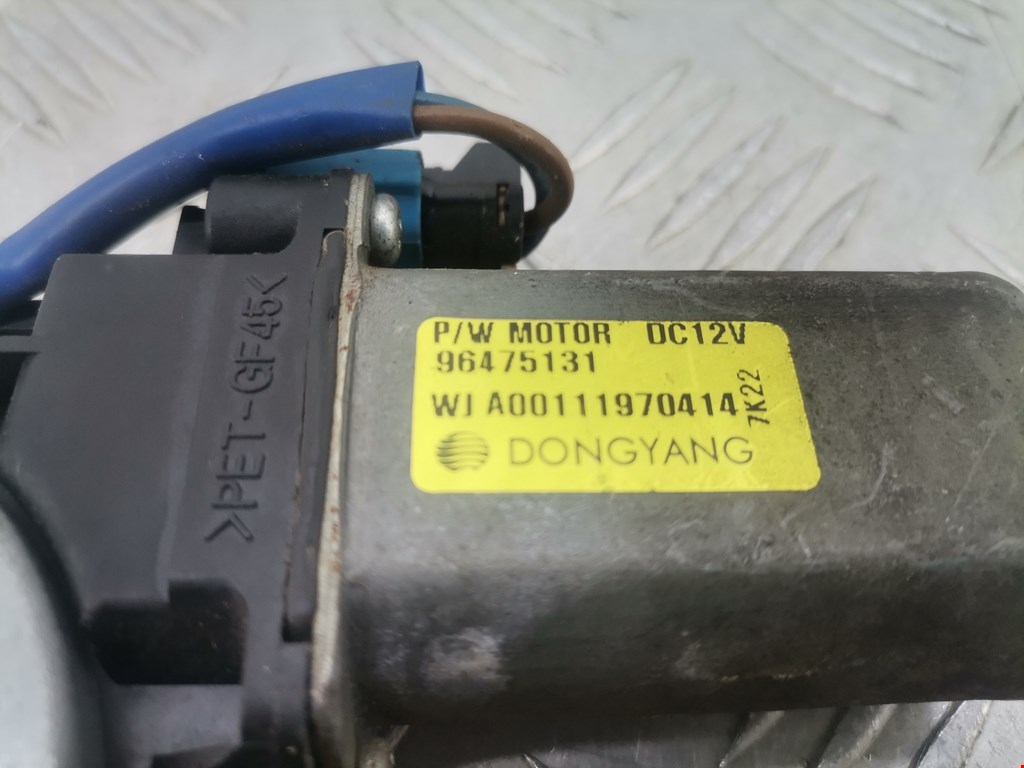 >PET-GF45<
P/W MOTOR DC12V
96475131
WJ A00111970414
7K22
DONGYANG